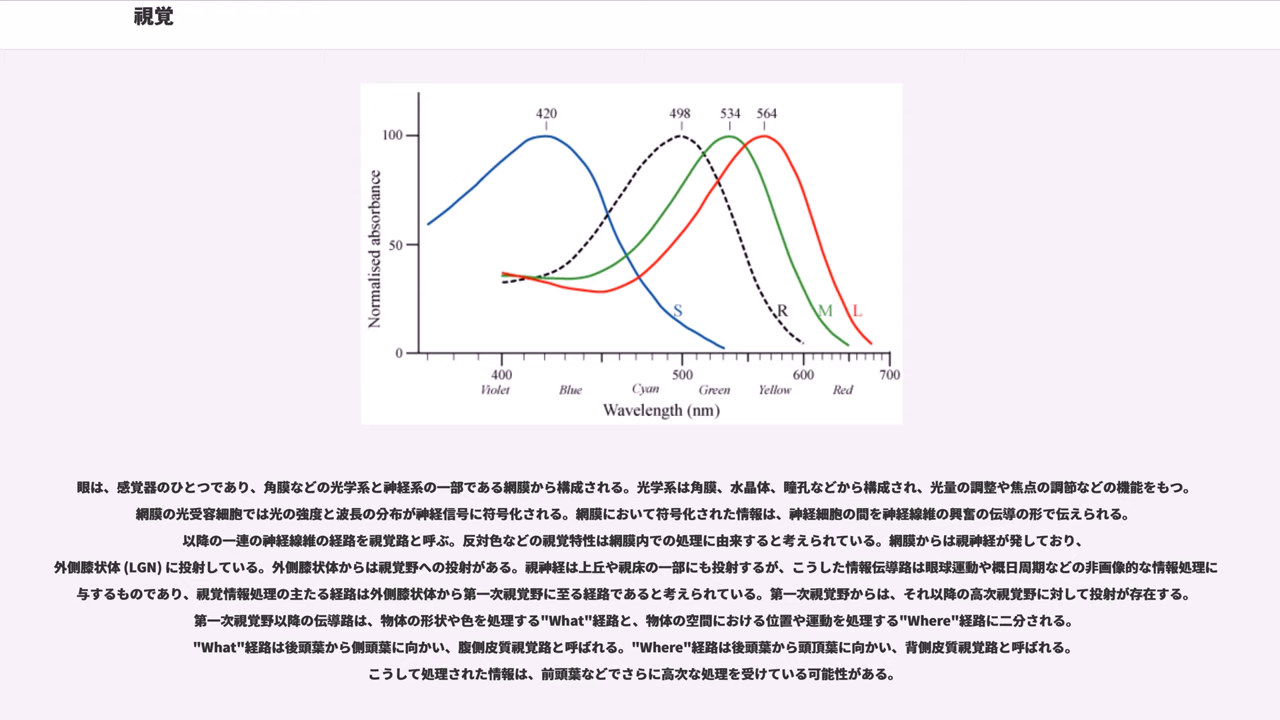 視覚
420 498 534 564
100
50
0
Normalised absorbance
S R M L
400 500 600 700
Violet Blue Cyan Green Yellow Red
Wavelength (nm)
眼は、感覚器のひとつであり、角膜などの光学系と神経系の一部である網膜から構成される。光学系は角膜、水晶体、瞳孔などから構成され、光量の調整や焦点の調節などの機能をもつ。
網膜の光受容細胞では光の強度と波長の分布が神経信号に符号化される。網膜において符号化された情報は、神経細胞の間を神経線維の興奮の伝導の形で伝えられる。
以降の一連の神経線維の経路を視覚路と呼ぶ。反対色などの視覚特性は網膜内での処理に由来すると考えられている。網膜からは視神経が発しており、
外側膝状体 (LGN) に投射している。外側膝状体からは視覚野への投射がある。視神経は上丘や視床の一部にも投射するが、こうした情報伝導路は眼球運動や概日周期などの非画像的な情報処理に
与するものであり、視覚情報処理の主たる経路は外側膝状体から第一次視覚野に至る経路であると考えられている。第一次視覚野からは、それ以降の高次視覚野に対して投射が存在する。
第一次視覚野以降の伝導路は、物体の形状や色を処理する"What"経路と、物体の空間における位置や運動を処理する"Where"経路に二分される。
"What"経路は後頭葉から側頭葉に向かい、腹側皮質視覚路と呼ばれる。"Where"経路は後頭葉から頭頂葉に向かい、背側皮質視覚路と呼ばれる。
こうして処理された情報は、前頭葉などでさらに高次な処理を受けている可能性がある。